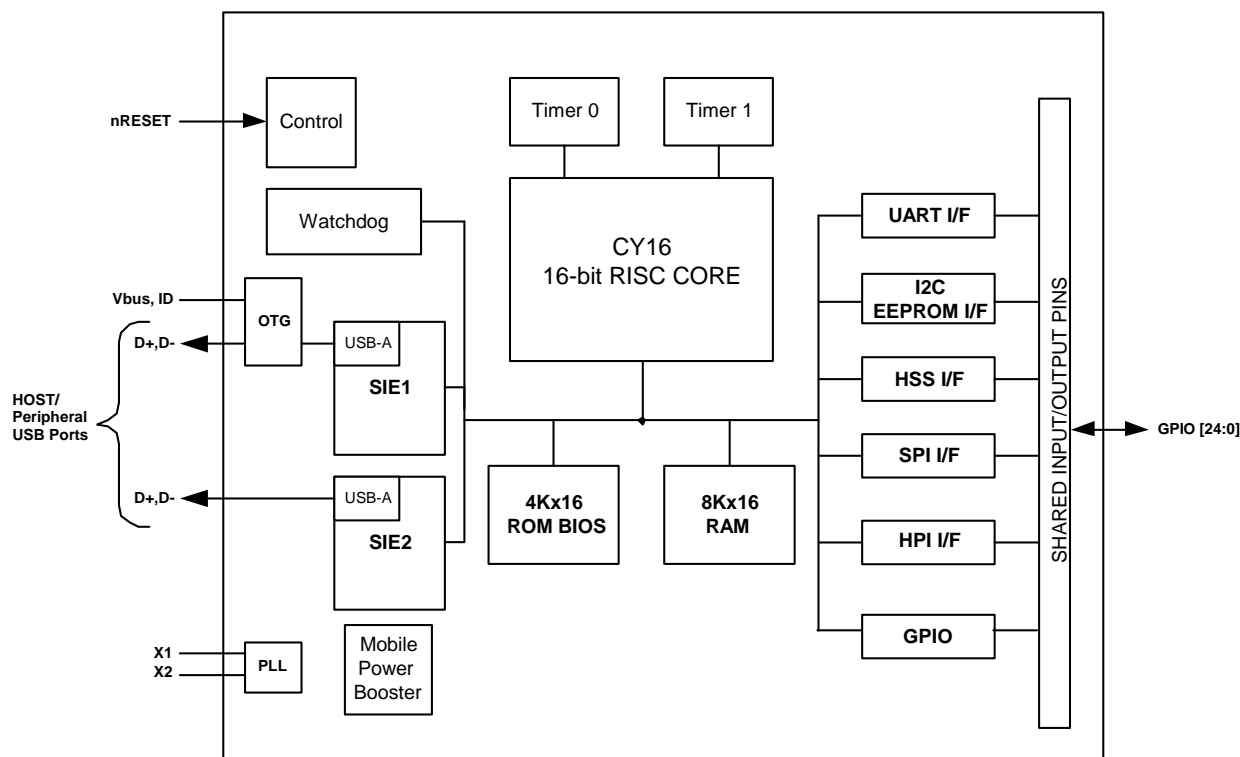 nRESET
Control
Timer 0
Timer 1
Watchdog
CY16
16-bit RISC CORE
UART I/F
I2C
EEPROM I/F
HSS I/F
SPI I/F
HPI I/F
GPIO
SHARED INPUT/OUTPUT PINS
GPIO [24:0]
Vbus, ID
OTG
D+,D-
USB-A
SIE1
HOST/
Peripheral
USB Ports
D+,D-
USB-A
SIE2
4Kx16
ROM BIOS
8Kx16
RAM
X1
X2
PLL
Mobile
Power
Booster